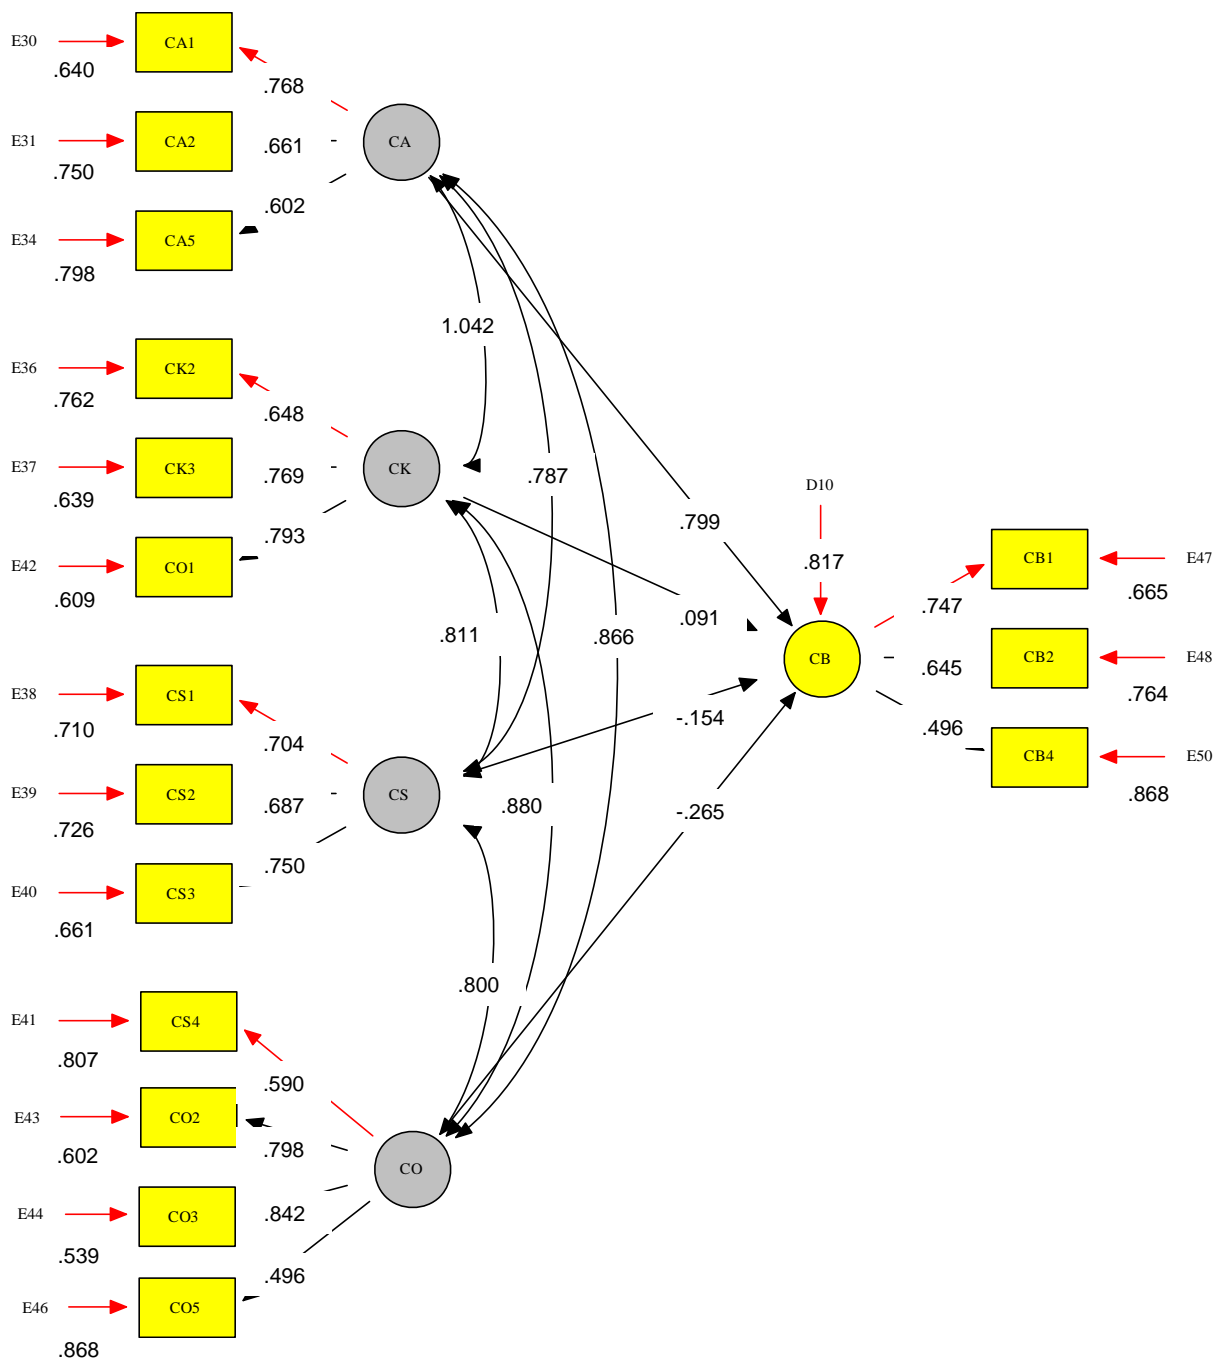 E30
CA1
.640
.768
E31
CA2
.661
CA
.750
.602
E34
CA5
.798
1.042
E36
CK2
.762
.648
E37
CK3
.769
CK
.787
.639
D10
.799
.793
E42
CO1
.817
CB1
E47
.609
.747
.665
.091
.811
.866
CB
.645
CB2
E48
.764
E38
CS1
.710
.704
-.154
.496
CB4
E50
.868
E39
CS2
.687
CS
.880
-.265
.726
.750
E40
CS3
.661
.800
E41
CS4
.807
.590
E43
CO2
.602
.798
CO
E44
CO3
.842
.539
.496
E46
CO5
.868